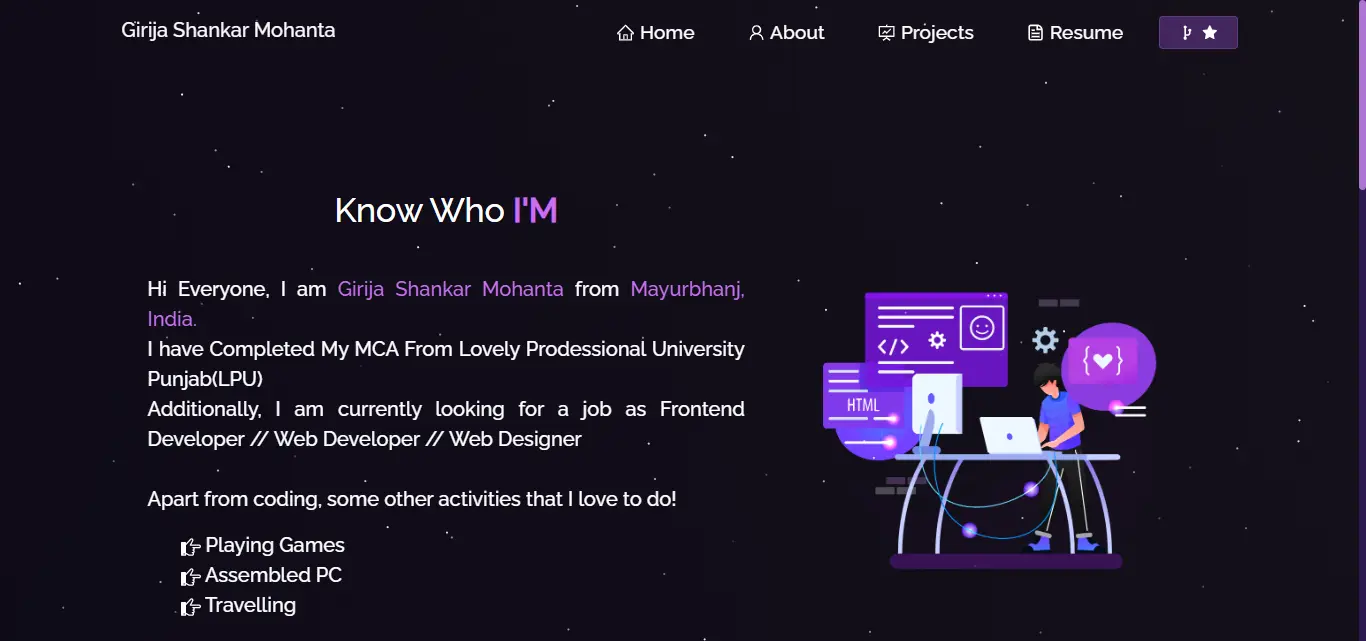 Girija Shankar Mohanta
Home
About
Projects
Resume
Know Who I'M
Hi Everyone, I am Girija Shankar Mohanta from Mayurbhanj,
India.
I have Completed My MCA From Lovely Prodessional University
Punjab(LPU)
Additionally, I am currently looking for a job as Frontend
Developer // Web Developer // Web Designer
Apart from coding, some other activities that I love to do!
Playing Games
Assembled PC
Travelling
</>
HTML
{ }